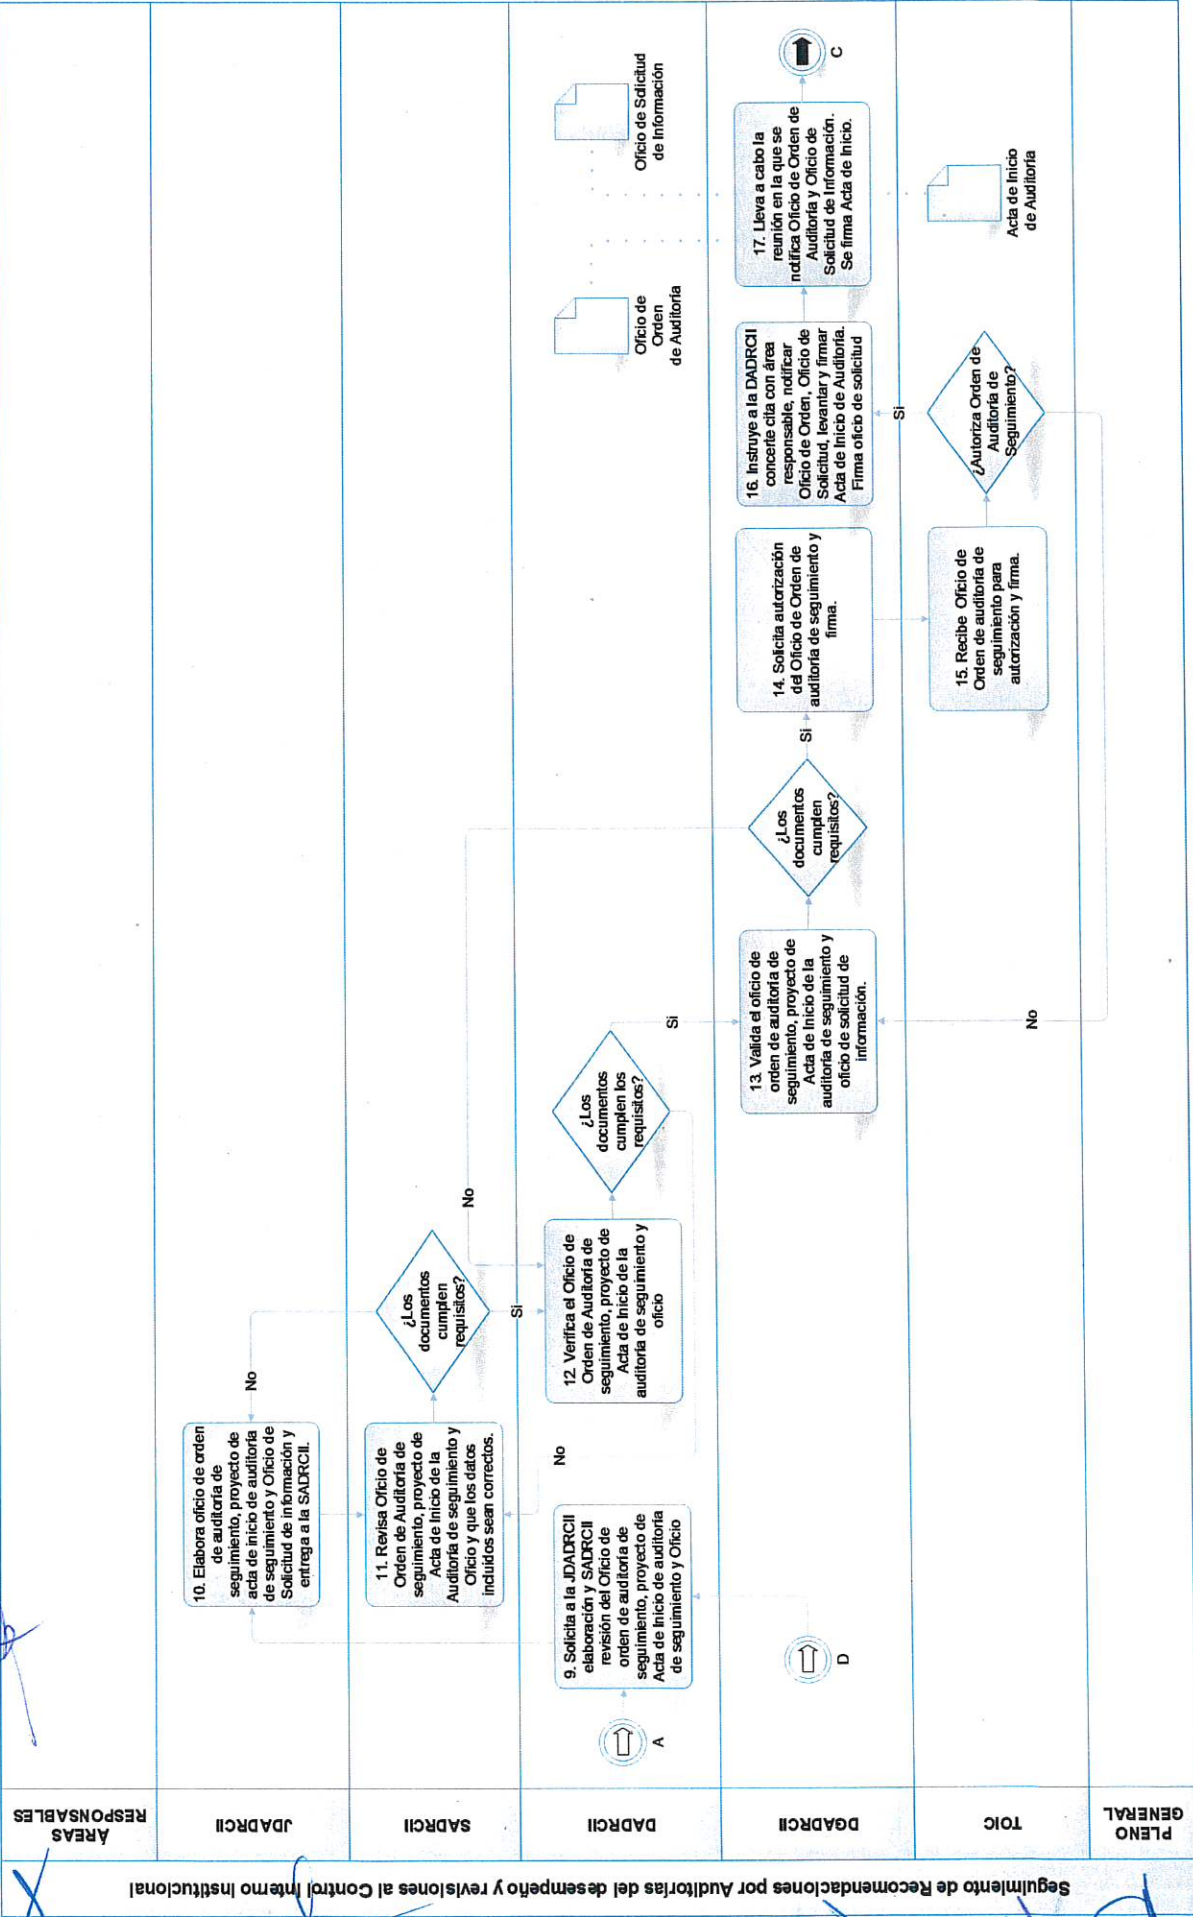 Seguimiento de Recomendaciones por Auditorías del desempeño y revisiones al Control Interno Institucional
ÁREAS
RESPONSABLES
JDADRCII
SADRCII
DADRCII
DGADRCII
TOIC
PLENO
GENERAL
A
9. Solicita a la JDADRCII
elaboración y SADRCII
revisión del Oficio de
orden de auditoría de
seguimiento, proyecto de
Acta de Inicio de auditoría
de seguimiento y Oficio
D
10. Elabora oficio de orden
de auditoría de
seguimiento, proyecto de
acta de inicio de auditoría
de seguimiento y Oficio de
Solicitud de información y
entrega a la SADRCII.
No
11. Revisa Oficio de
Orden de Auditoría de
seguimiento, proyecto de
Acta de Inicio de la
Auditoría de seguimiento y
Oficio y que los datos
incluidos sean correctos.
¿Los
documentos
cumplen
requisitos?
Si
No
No
12. Verifica el Oficio de
Orden de Auditoría de
seguimiento, proyecto de
Acta de Inicio de la
auditoría de seguimiento y
oficio
¿Los
documentos
cumplen los
requisitos?
Si
13. Valida el oficio de
orden de auditoría de
seguimiento, proyecto de
Acta de Inicio de la
auditoría de seguimiento y
oficio de solicitud de
información.
¿Los
documentos
cumplen
requisitos?
Si
No
14. Solicita autorización
del Oficio de Orden de
auditoría de seguimiento y
firma.
15. Recibe Oficio de
Orden de auditoría de
seguimiento para
autorización y firma.
¿Autoriza Orden de
Auditoría de
Seguimiento?
Si
16. Instruye a la DADRCII
concerte cita con área
responsable, notificar
Oficio de Orden, Oficio de
Solicitud, levantar y firmar
Acta de Inicio de Auditoría.
Firma oficio de solicitud
17. Lleva a cabo la
reunión en la que se
notifica Oficio de Orden de
Auditoría y Oficio de
Solicitud de Información.
Se firma Acta de Inicio.
C
Oficio de
Orden
de Auditoría
Oficio de Solicitud
de Información
Acta de Inicio
de Auditoría